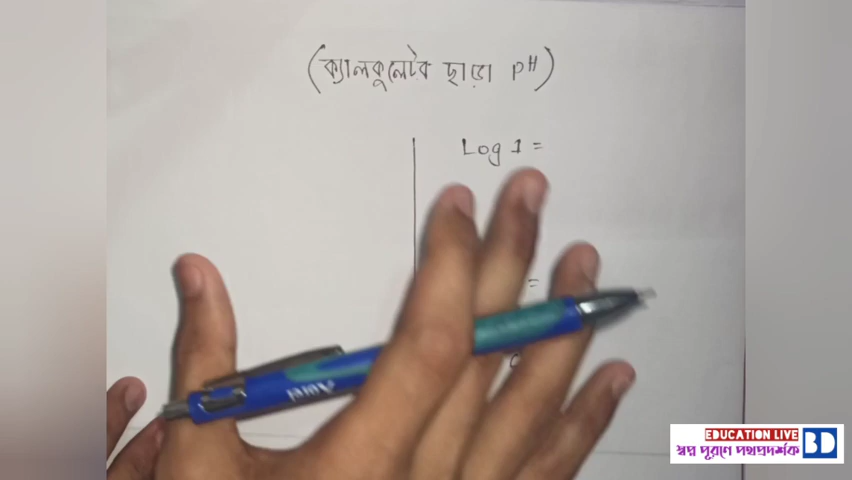 (ক্যালকুলেটর ছাড়া pH)
Log 1 =
=
EDUCATION LIVE
BD
স্বপ্ন পূরণে পথপ্রদর্শক